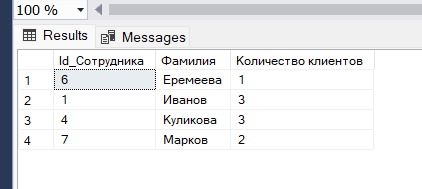 100 %
Results Messages
Id_Сотрудника Фамилия Количество клиентов
1 6 Еремеева 1
2 1 Иванов 3
3 4 Куликова 3
4 7 Марков 2